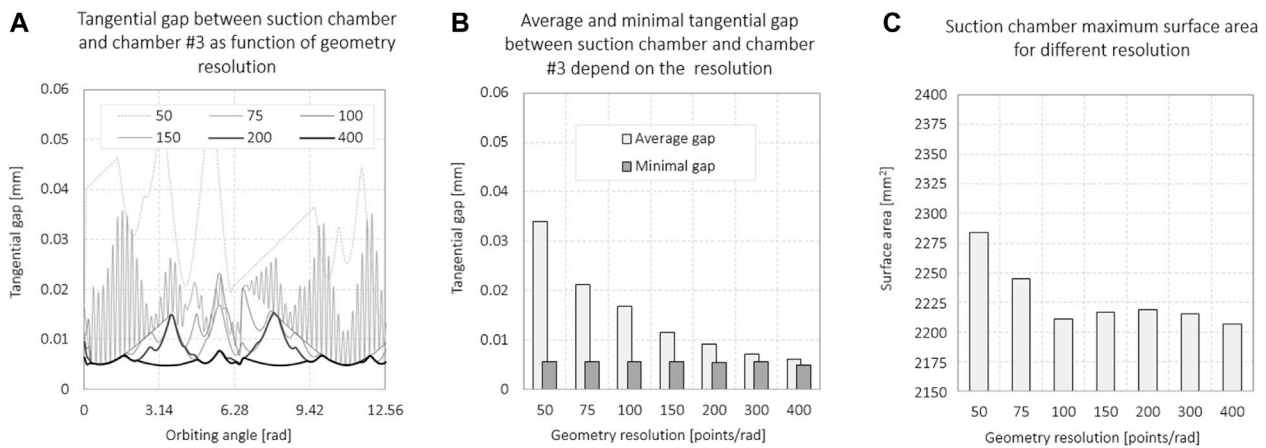 A
Tangential gap between suction chamber
and chamber #3 as function of geometry
resolution
0.06
0.05
0.04
0.03
0.02
0.01
0
Tangential gap [mm]
50 75 100
150 200 400
0 3.14 6.28 9.42 12.56
Orbiting angle [rad]
B
Average and minimal tangential gap
between suction chamber and chamber
#3 depend on the resolution
0.06
0.05
0.04
0.03
0.02
0.01
0
Tangential gap [mm]
Average gap
Minimal gap
50 75 100 150 200 300 400
Geometry resolution [points/rad]
C
Suction chamber maximum surface area
for different resolution
2400
2375
2350
2325
2300
2275
2250
2225
2200
2175
2150
Surface area [mm²]
50 75 100 150 200 300 400
Geometry resolution [points/rad]